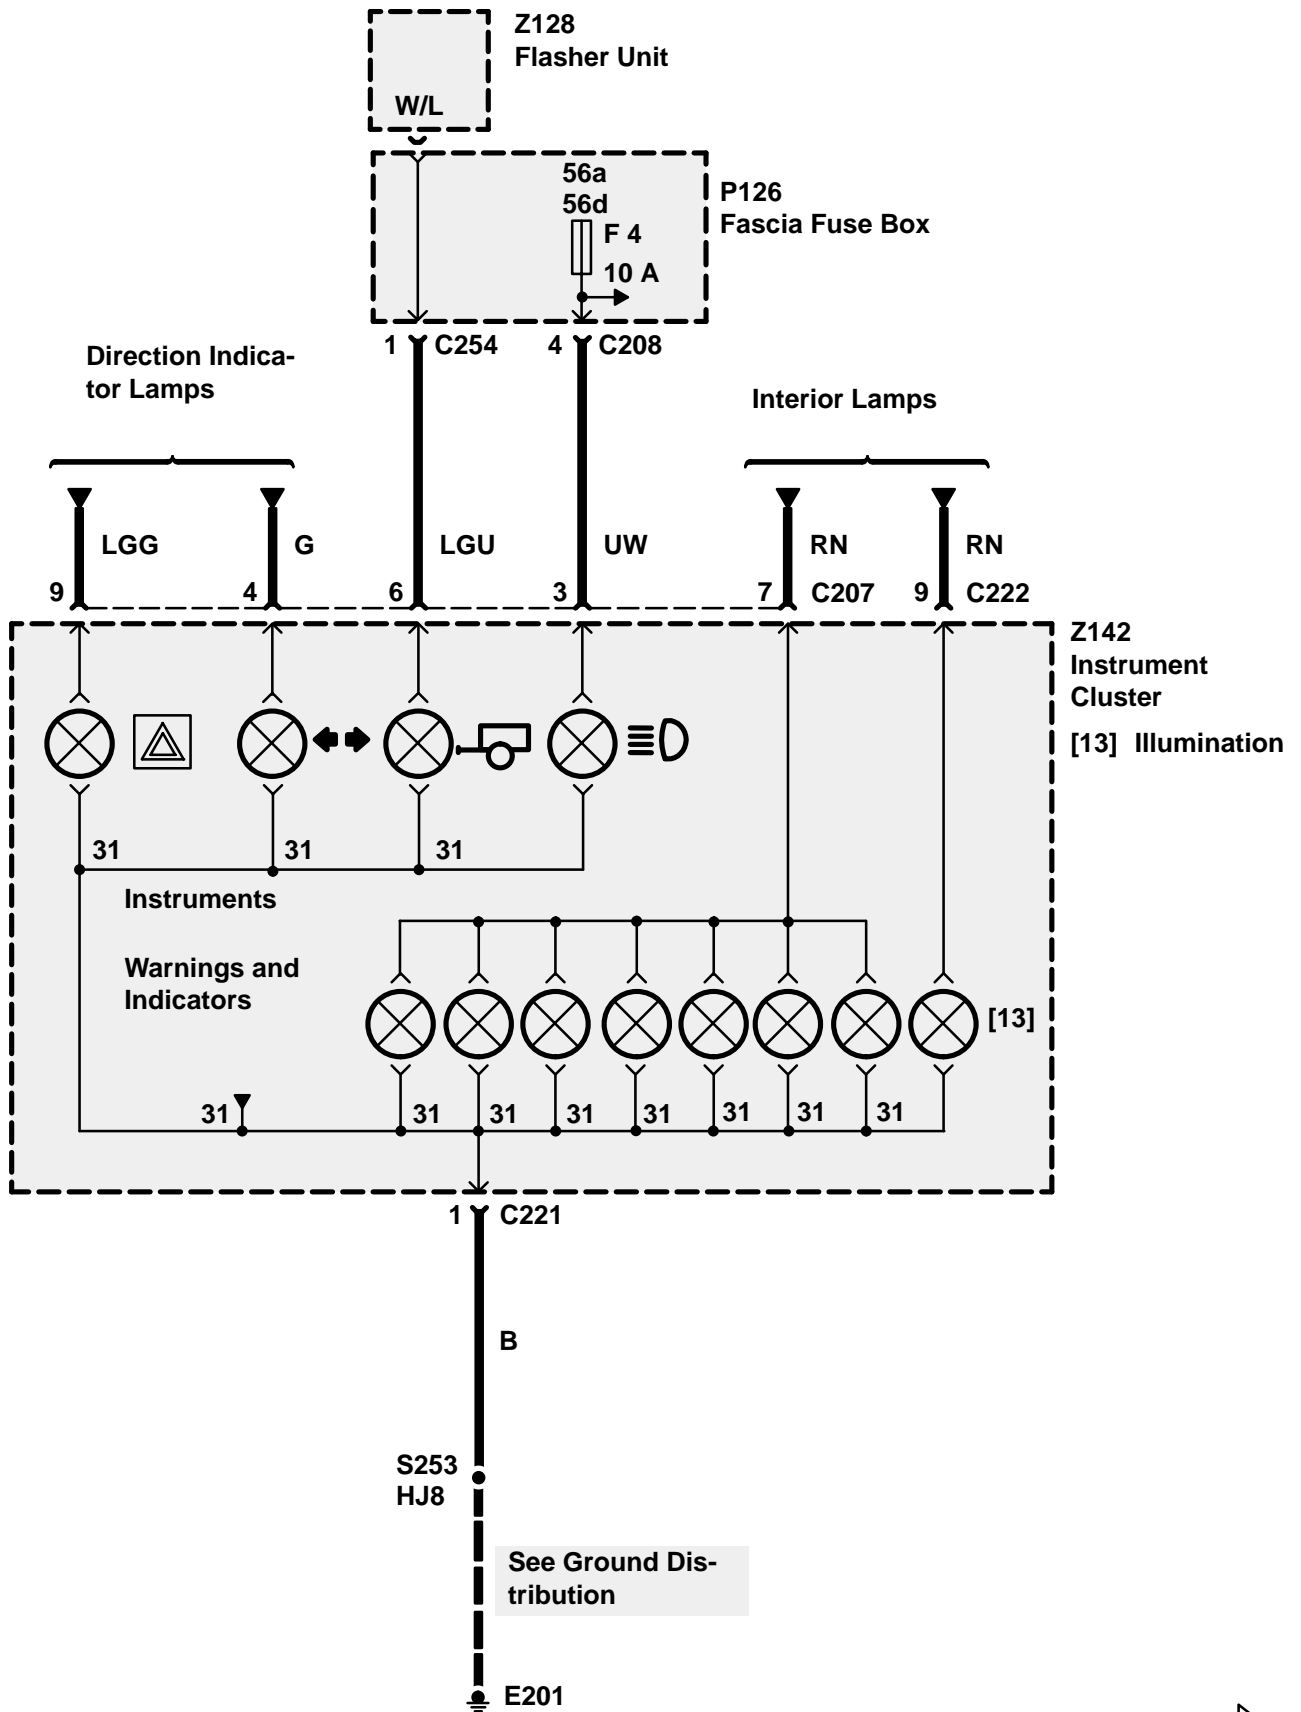 Z128
Flasher Unit
W/L
56a
56d
F 4
10 A
P126
Fascia Fuse Box
1 C254 4 C208
Direction Indica-
tor Lamps
Interior Lamps
LGG G LGU UW RN RN
9 4 6 3 7 C207 9 C222
Z142
Instrument
Cluster
[13] Illumination
31 31 31
Instruments
Warnings and
Indicators
[13]
31 31 31 31 31 31 31 31
1 C221
B
S253
HJ8
See Ground Dis-
tribution
E201